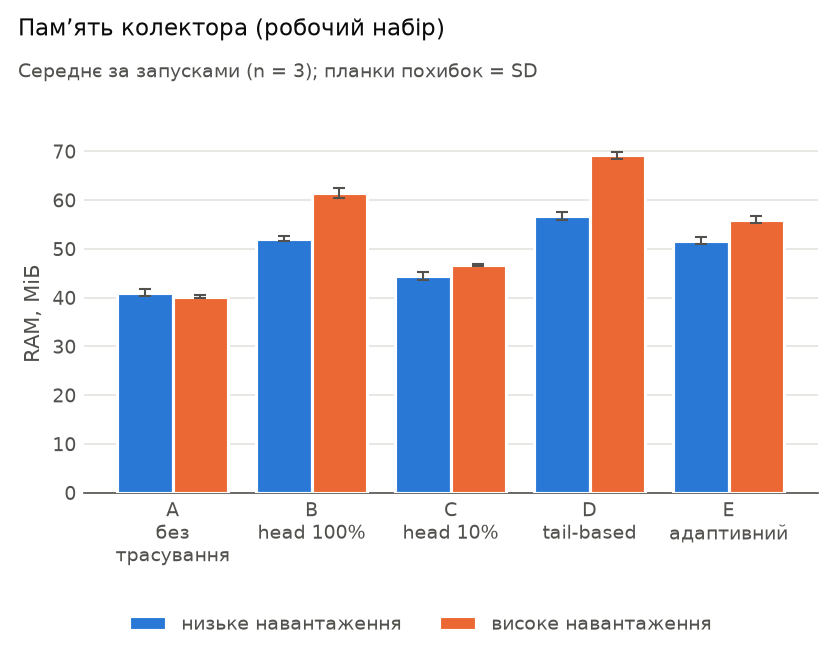 Пам’ять колектора (робочий набір)
Середнє за запусками (n = 3); планки похибок = SD
RAM, МіБ
70
60
50
40
30
20
10
0
A
без
трасування
B
head 100%
C
head 10%
D
tail-based
E
адаптивний
низьке навантаження
високе навантаження